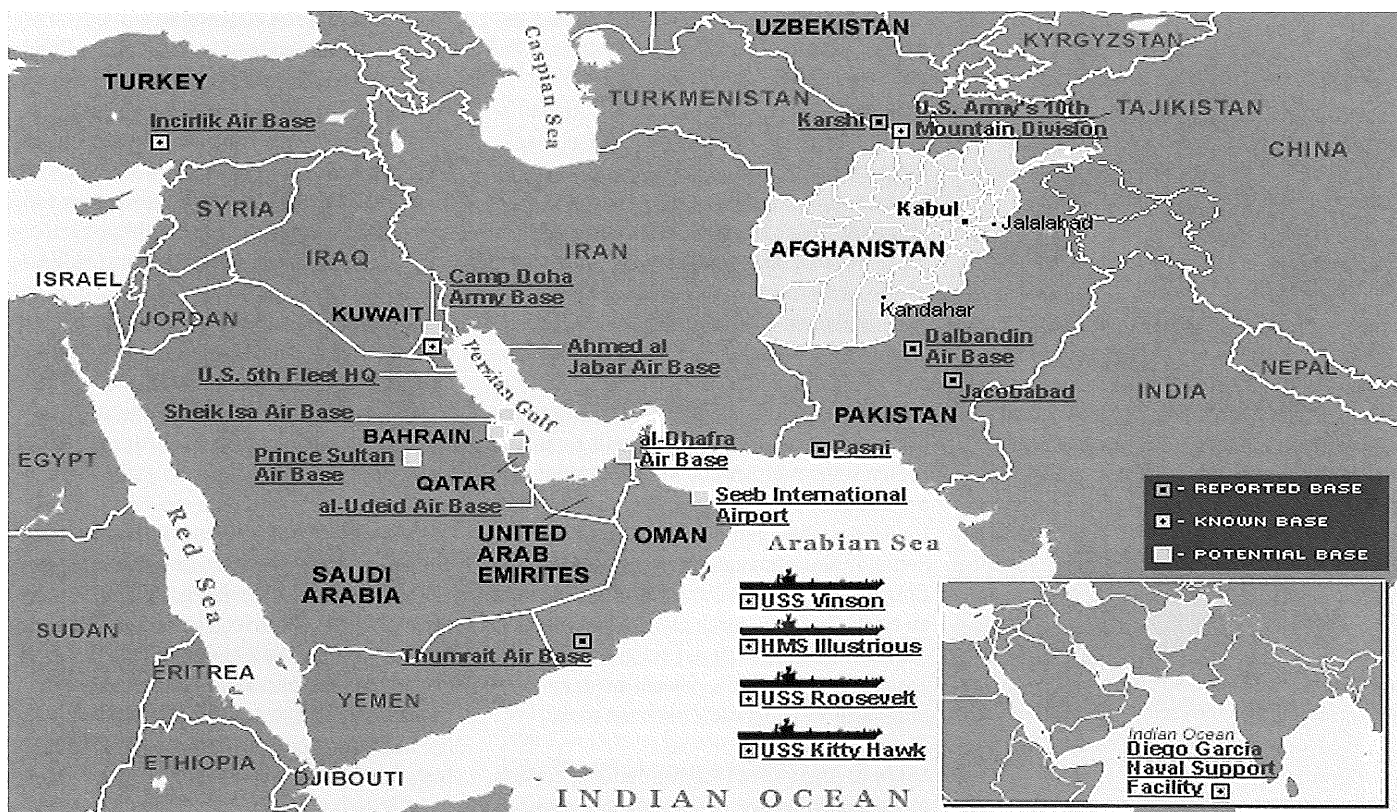 UZBEKISTAN
KYRGYZSTAN
Caspian Sea
TURKEY
TURKMENISTAN
Incirlik Air Base
Karshi
U.S. Army's 10th
Mountain Division
TAJIKISTAN
CHINA
SYRIA
Kabul
Jalalabad
ISRAEL
IRAQ
IRAN
AFGHANISTAN
Camp Doha
Army Base
JORDAN
KUWAIT
Kandahar
Ahmed al
Jabar Air Base
Dalbandin
Air Base
U.S. 5th Fleet HQ
Persian Gulf
Jacobabad
NEPAL
INDIA
Sheik Isa Air Base
PAKISTAN
BAHRAIN
al-Dhafra
Air Base
Pasni
EGYPT
Prince Sultan
Air Base
QATAR
al-Udeid Air Base
Seeb International
Airport
- REPORTED BASE
- KNOWN BASE
- POTENTIAL BASE
Red Sea
UNITED
ARAB
EMIRITES
OMAN
Arabian Sea
SAUDI
ARABIA
USS Vinson
SUDAN
HMS Illustrious
Thumrait Air Base
ERITREA
YEMEN
USS Roosevelt
USS Kitty Hawk
ETHIOPIA
DJIBOUTI
INDIAN OCEAN
Indian Ocean
Diego Garcia
Naval Support
Facility